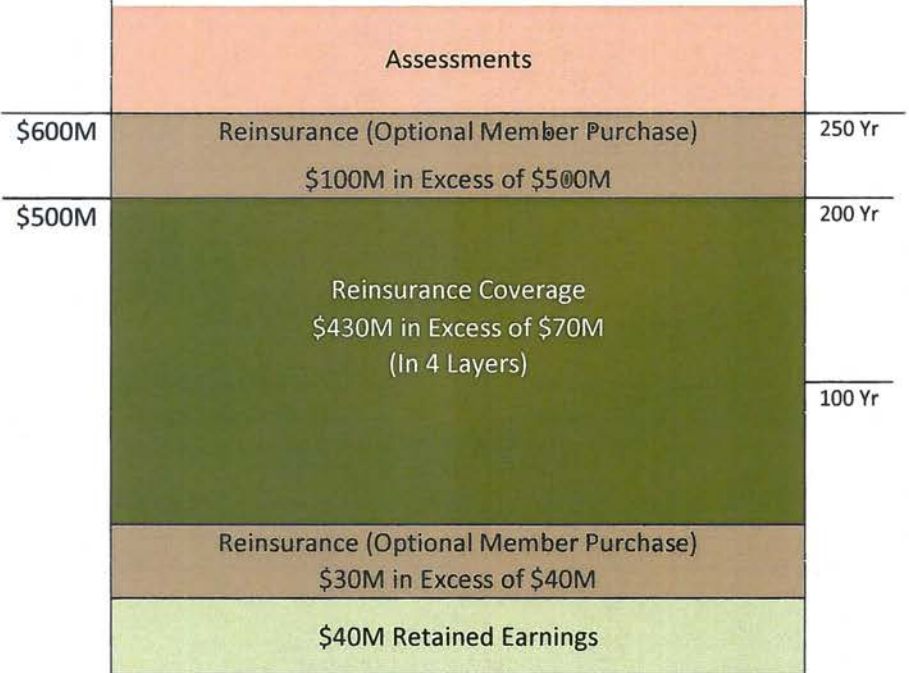 Assessments
$600M
Reinsurance (Optional Member Purchase)
250 Yr
$100M in Excess of $500M
$500M
200 Yr
Reinsurance Coverage
$430M in Excess of $70M
(In 4 Layers)
100 Yr
Reinsurance (Optional Member Purchase)
$30M in Excess of $40M
$40M Retained Earnings